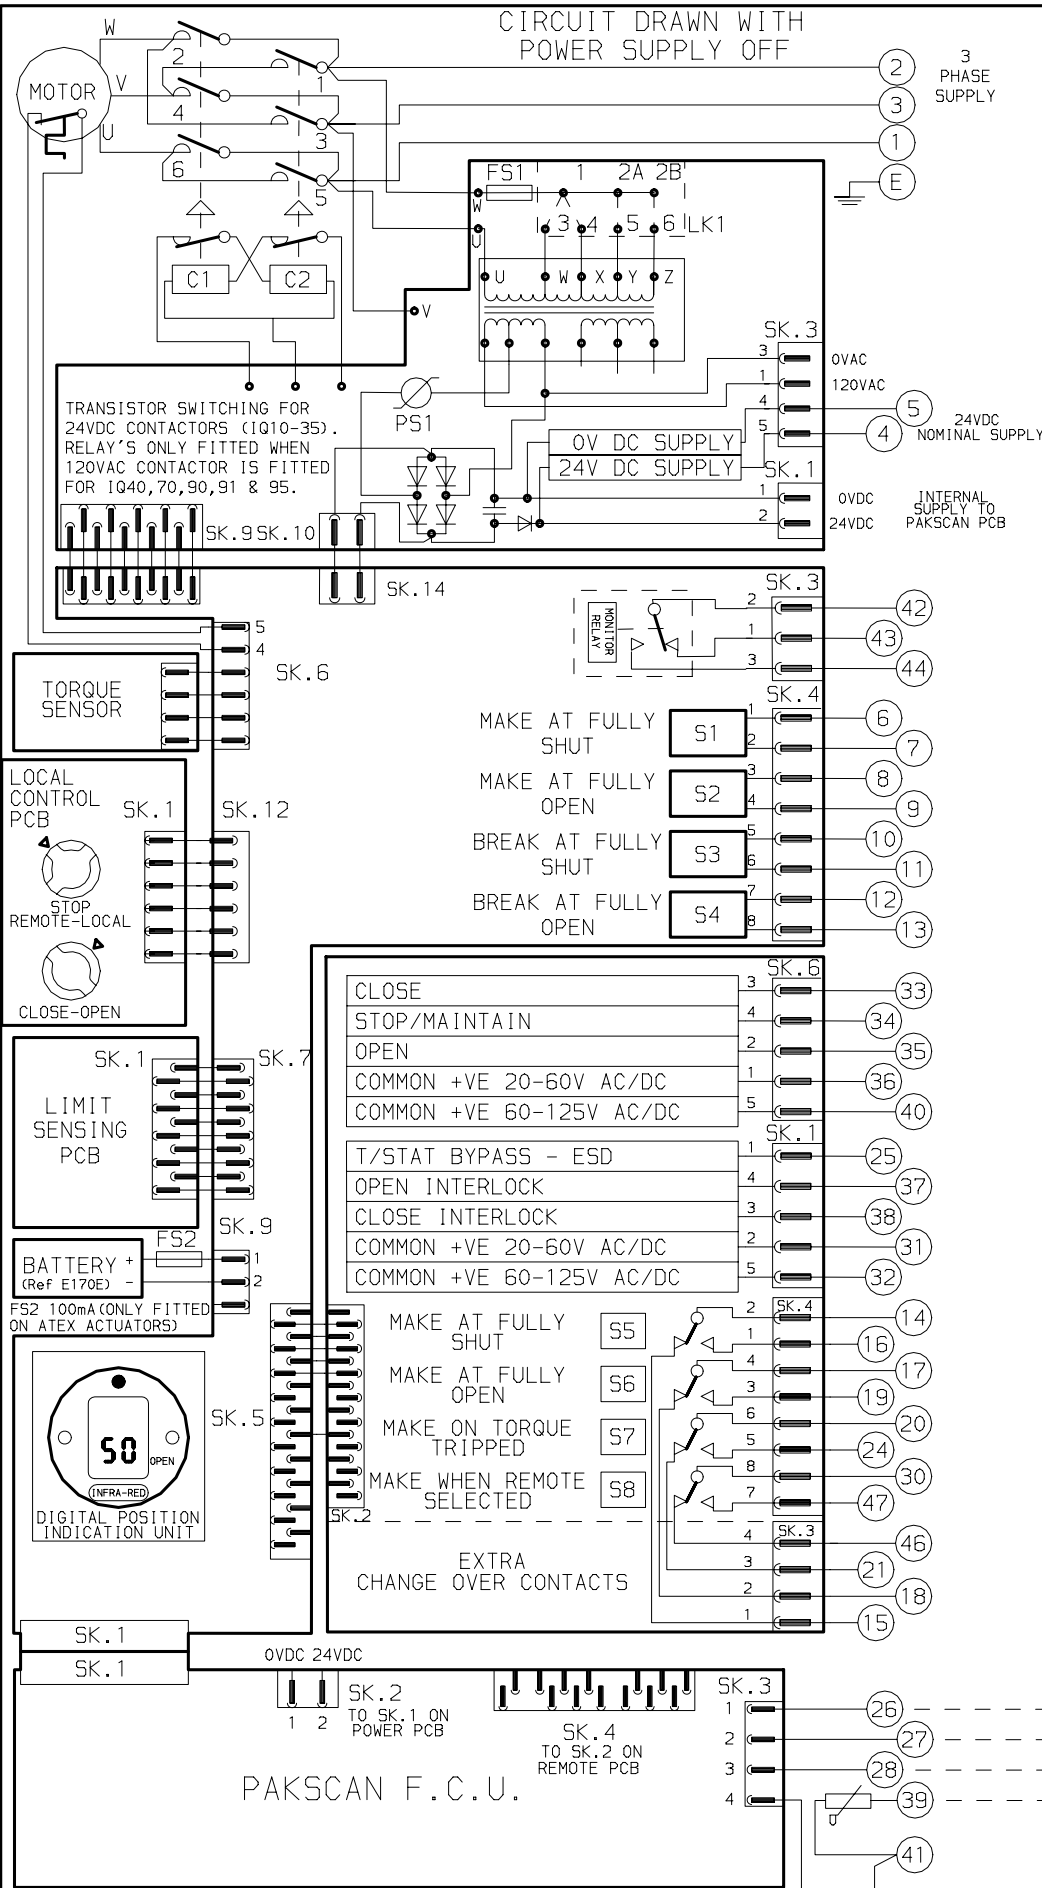 CIRCUIT DRAWN WITH
POWER SUPPLY OFF
W
2
1
2
3
PHASE
SUPPLY
MOTOR
V
4
3
3
U
6
5
1
E
FS1
1
2A
2B
W
3
4
5
6
LK1
U
C1
C2
U
W
X
Y
Z
V
SK.3
3
0VAC
1
120VAC
4
5
24VDC
NOMINAL SUPPLY
5
4
PS1
TRANSISTOR SWITCHING FOR
24VDC CONTACTORS (IQ10-35).
RELAY'S ONLY FITTED WHEN
120VAC CONTACTOR IS FITTED
FOR IQ40,70,90,91 & 95.
0V DC SUPPLY
24V DC SUPPLY
SK.1
1
0VDC
2
24VDC
INTERNAL
SUPPLY TO
PAKSCAN PCB
SK.9
SK.10
SK.14
SK.3
MONITOR
RELAY
2
42
1
43
3
44
5
4
SK.6
TORQUE
SENSOR
SK.4
MAKE AT FULLY
SHUT
S1
1
6
2
7
MAKE AT FULLY
OPEN
S2
3
8
4
9
BREAK AT FULLY
SHUT
S3
5
10
6
11
BREAK AT FULLY
OPEN
S4
7
12
8
13
LOCAL
CONTROL
PCB
SK.1
SK.12
STOP
REMOTE-LOCAL
CLOSE-OPEN
SK.6
CLOSE
3
33
STOP/MAINTAIN
4
34
OPEN
2
35
COMMON +VE 20-60V AC/DC
1
36
COMMON +VE 60-125V AC/DC
5
40
SK.1
SK.7
LIMIT
SENSING
PCB
SK.1
T/STAT BYPASS - ESD
1
25
OPEN INTERLOCK
4
37
CLOSE INTERLOCK
3
38
COMMON +VE 20-60V AC/DC
2
31
COMMON +VE 60-125V AC/DC
5
32
SK.9
FS2
BATTERY +
(Ref E170E) -
1
2
FS2 100mA(ONLY FITTED
ON ATEX ACTUATORS)
SK.4
MAKE AT FULLY
SHUT
S5
2
14
1
16
MAKE AT FULLY
OPEN
S6
4
17
3
19
MAKE ON TORQUE
TRIPPED
S7
6
20
5
24
MAKE WHEN REMOTE
SELECTED
S8
8
30
7
47
SK.5
SK.2
50
OPEN
INFRA-RED
DIGITAL POSITION
INDICATION UNIT
SK.3
EXTRA
CHANGE OVER CONTACTS
4
46
3
21
2
18
1
15
SK.1
SK.1
0VDC 24VDC
1
2
SK.2
TO SK.1 ON
POWER PCB
SK.4
TO SK.2 ON
REMOTE PCB
SK.3
1
26
2
27
3
28
4
39
U
41
PAKSCAN F.C.U.